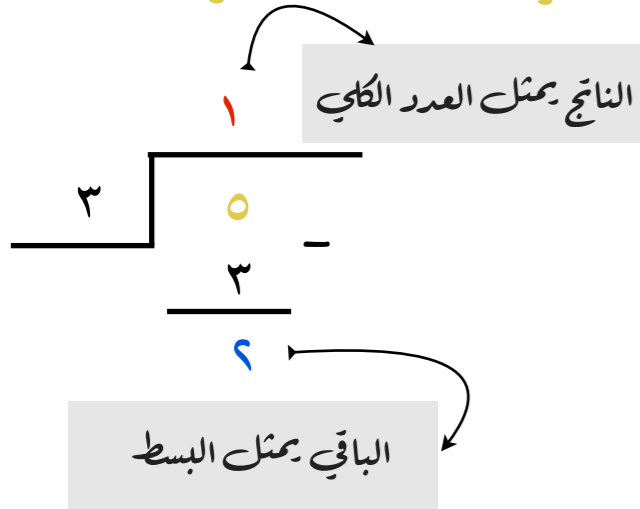 ١
الناتج يمثل العدد الكلي
٣ ٥
-
٣
٢
الباقي يمثل البسط